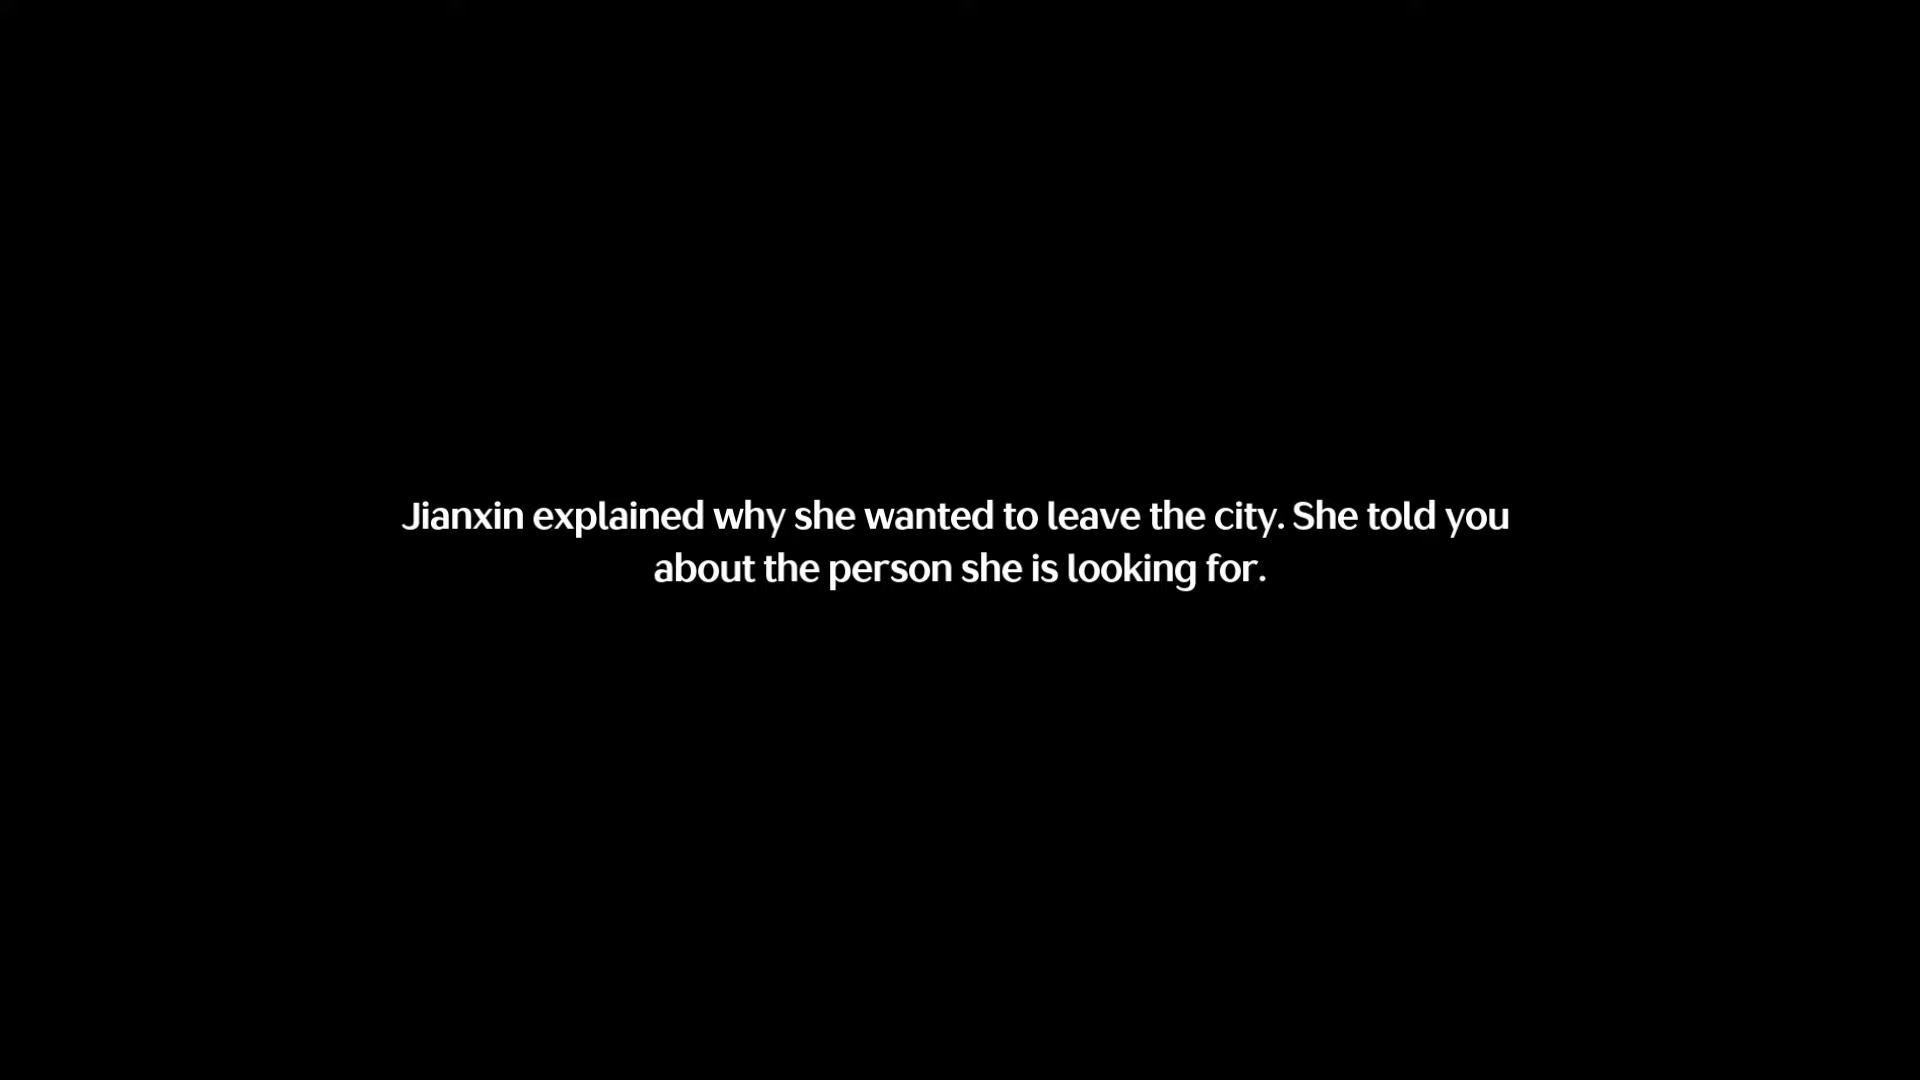 Jianxin explained why she wanted to leave the city. She told you
about the person she is looking for.